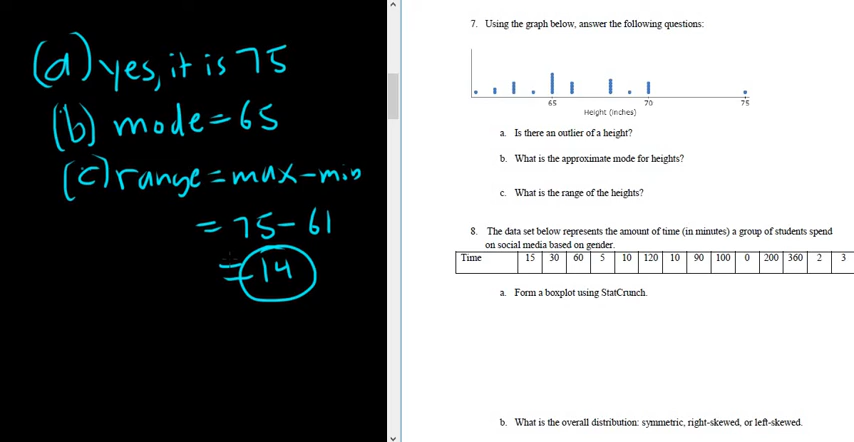 (a) yes, it is 75
(b) mode = 65
(c) range = max - min
= 75 - 61
= 14
7. Using the graph below, answer the following questions:
65 70 75
Height (inches)
a. Is there an outlier of a height?
b. What is the approximate mode for heights?
c. What is the range of the heights?
8. The data set below represents the amount of time (in minutes) a group of students spend
on social media based on gender.
Time 15 30 60 5 10 120 10 90 100 0 200 360 2 3
a. Form a boxplot using StatCrunch.
b. What is the overall distribution: symmetric, right-skewed, or left-skewed.